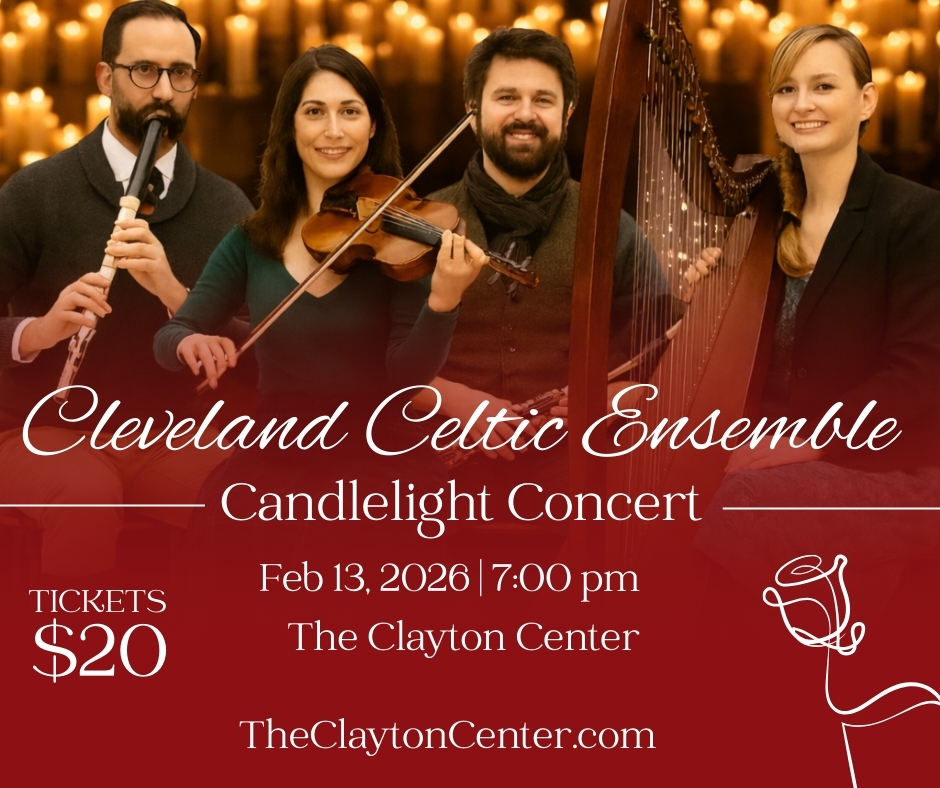 Cleveland Celtic Ensemble
Candlelight Concert
Feb 13, 2026 | 7:00 pm
The Clayton Center
TICKETS
$20
TheClaytonCenter.com